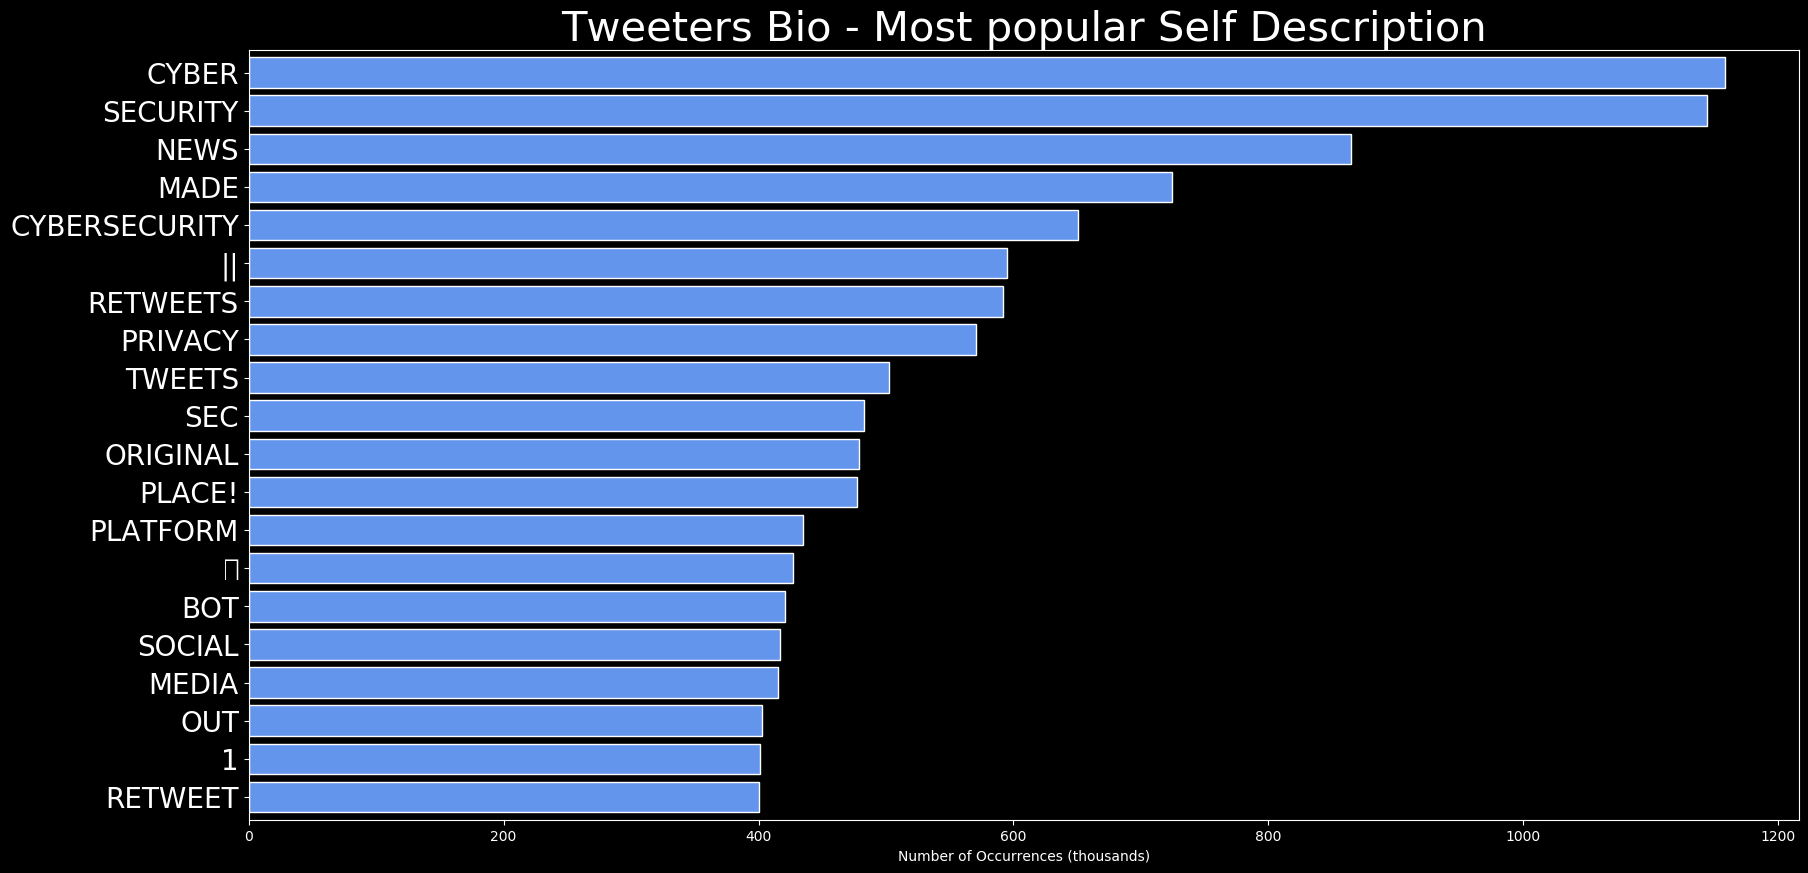 Tweeters Bio - Most popular Self Description
CYBER
SECURITY
NEWS
MADE
CYBERSECURITY
||
RETWEETS
PRIVACY
TWEETS
SEC
ORIGINAL
PLACE!
PLATFORM
BOT
SOCIAL
MEDIA
OUT
1
RETWEET
0 200 400 600 800 1000 1200
Number of Occurrences (thousands)